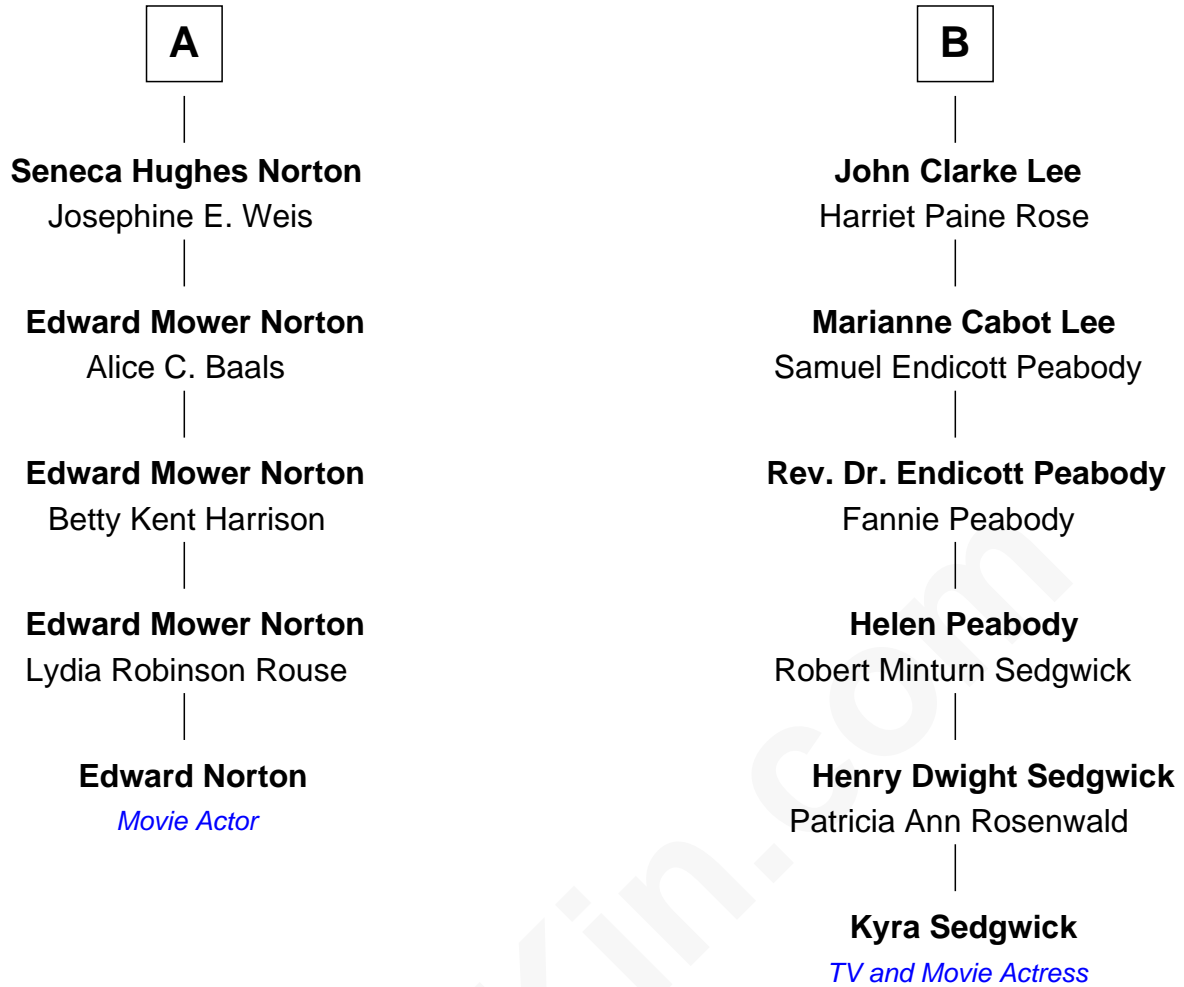 A
Seneca Hughes Norton
Josephine E. Weis
Edward Mower Norton
Alice C. Baals
Edward Mower Norton
Betty Kent Harrison
Edward Mower Norton
Lydia Robinson Rouse
Edward Norton
Movie Actor
B
John Clarke Lee
Harriet Paine Rose
Marianne Cabot Lee
Samuel Endicott Peabody
Rev. Dr. Endicott Peabody
Fannie Peabody
Helen Peabody
Robert Minturn Sedgwick
Henry Dwight Sedgwick
Patricia Ann Rosenwald
Kyra Sedgwick
TV and Movie Actress
Kin.com